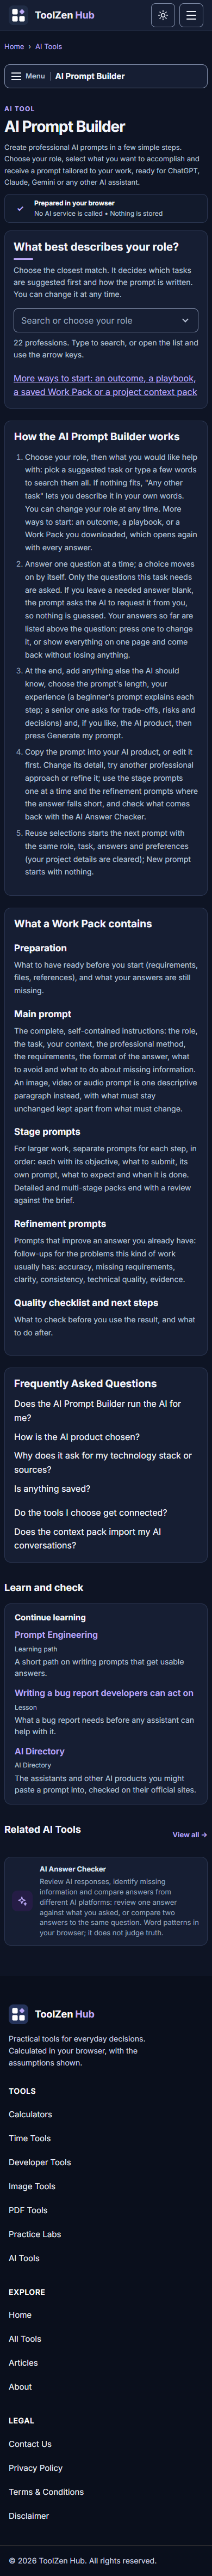 ToolZen Hub
Home › AI Tools
Menu | AI Prompt Builder
AI TOOL
AI Prompt Builder
Create professional AI prompts in a few simple steps.
Choose your role, select what you want to accomplish and
receive a prompt tailored to your work, ready for ChatGPT,
Claude, Gemini or any other AI assistant.
Prepared in your browser
No AI service is called • Nothing is stored
What best describes your role?
Choose the closest match. It decides which tasks
are suggested first and how the prompt is written.
You can change it at any time.
Search or choose your role
22 professions. Type to search, or open the list and
use the arrow keys.
More ways to start: an outcome, a playbook,
a saved Work Pack or a project context pack
How the AI Prompt Builder works
1. Choose your role, then what you would like help
with: pick a suggested task or type a few words
to search them all. If nothing fits, "Any other
task" lets you describe it in your own words.
You can change your role at any time. More
ways to start: an outcome, a playbook, or a
Work Pack you downloaded, which opens again
with every answer.
2. Answer one question at a time; a choice moves
on by itself. Only the questions this task needs
are asked. If you leave a needed answer blank,
the prompt asks the AI to request it from you,
so nothing is guessed. Your answers so far are
listed above the question: press one to change
it, or show everything on one page and come
back without losing anything.
3. At the end, add anything else the AI should
know, choose the prompt's length, your
experience (a beginner's prompt explains each
step; a senior one asks for trade-offs, risks and
decisions) and, if you like, the AI product, then
press Generate my prompt.
4. Copy the prompt into your AI product, or edit it
first. Change its detail, try another professional
approach or refine it; use the stage prompts
one at a time and the refinement prompts where
the answer falls short, and check what comes
back with the AI Answer Checker.
5. Reuse selections starts the next prompt with
the same role, task, answers and preferences
(your project details are cleared); New prompt
starts with nothing.
What a Work Pack contains
Preparation
What to have ready before you start (requirements,
files, references), and what your answers are still
missing.
Main prompt
The complete, self-contained instructions: the role,
the task, your context, the professional method,
the requirements, the format of the answer, what
to avoid and what to do about missing information.
An image, video or audio prompt is one descriptive
paragraph instead, with what must stay
unchanged kept apart from what must change.
Stage prompts
For larger work, separate prompts for each step, in
order: each with its objective, what to submit, its
own prompt, what to expect and when it is done.
Detailed and multi-stage packs end with a review
against the brief.
Refinement prompts
Prompts that improve an answer you already have:
follow-ups for the problems this kind of work
usually has: accuracy, missing requirements,
clarity, consistency, technical quality, evidence.
Quality checklist and next steps
What to check before you use the result, and what
to do after.
Frequently Asked Questions
Does the AI Prompt Builder run the AI for
me?
How is the AI product chosen?
Why does it ask for my technology stack or
sources?
Is anything saved?
Do the tools I choose get connected?
Does the context pack import my AI
conversations?
Learn and check
Continue learning
Prompt Engineering
Learning path
A short path on writing prompts that get usable
answers.
Writing a bug report developers can act on
Lesson
What a bug report needs before any assistant can
help with it.
AI Directory
AI Directory
The assistants and other AI products you might
paste a prompt into, checked on their official sites.
Related AI Tools
View all →
AI Answer Checker
Review AI responses, identify missing
information and compare answers from
different AI platforms: review one answer
against what you asked, or compare two
answers to the same question. Word patterns in
your browser; it does not judge truth.
ToolZen Hub
Practical tools for everyday decisions.
Calculated in your browser, with the
assumptions shown.
TOOLS
Calculators
Time Tools
Developer Tools
Image Tools
PDF Tools
Practice Labs
AI Tools
EXPLORE
Home
All Tools
Articles
About
LEGAL
Contact Us
Privacy Policy
Terms & Conditions
Disclaimer
© 2026 ToolZen Hub. All rights reserved.